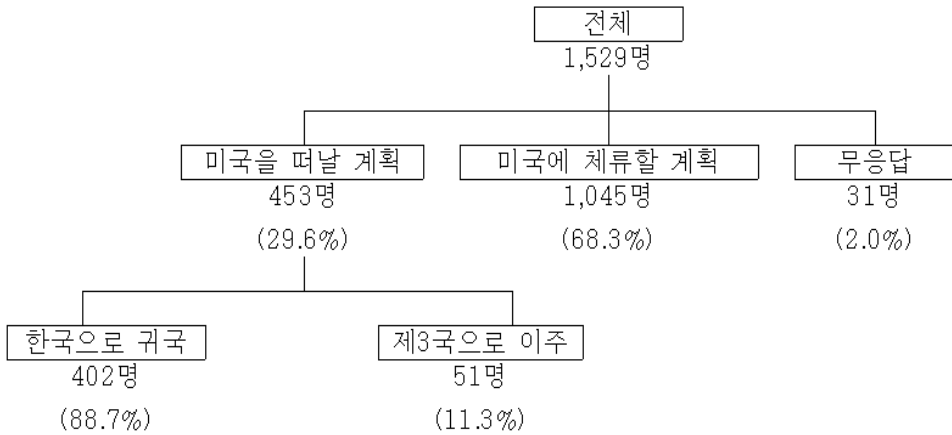 전체
1,529명
미국을 떠날 계획 미국에 체류할 계획 무응답
453명 1,045명 31명
(29.6%) (68.3%) (2.0%)
한국으로 귀국 제3국으로 이주
402명 51명
(88.7%) (11.3%)